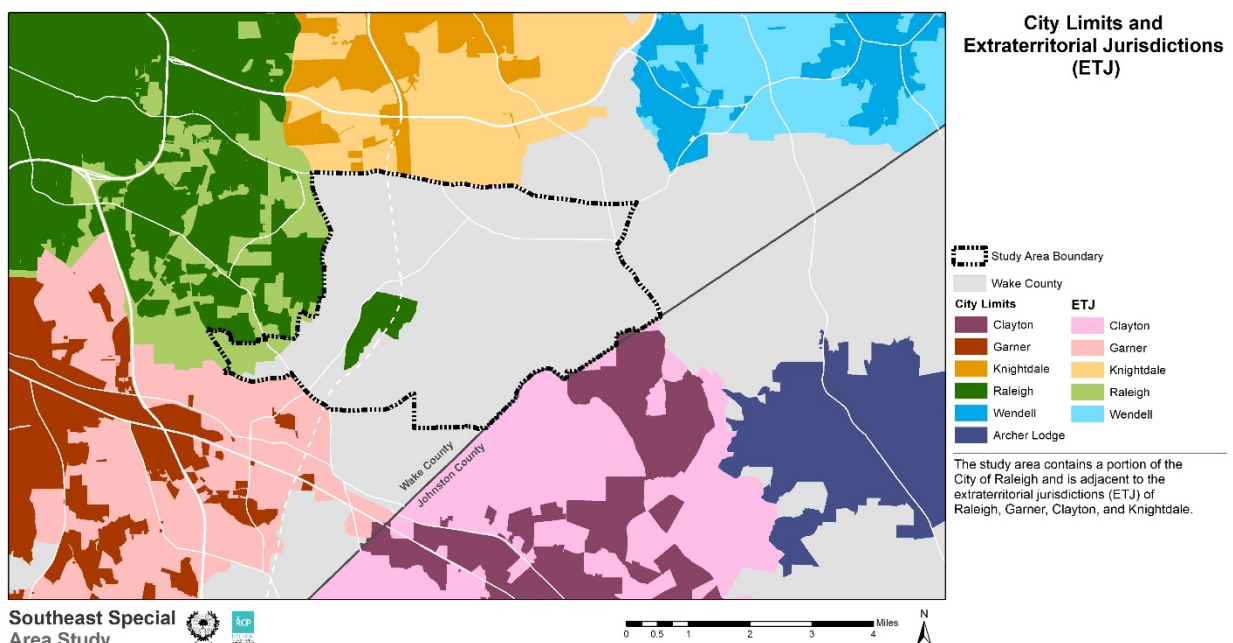 City Limits and
Extraterritorial Jurisdictions
(ETJ)
Study Area Boundary
Wake County
City Limits
ETJ
Clayton
Clayton
Garner
Garner
Knightdale
Knightdale
Raleigh
Raleigh
Wendell
Wendell
Archer Lodge
The study area contains a portion of the
City of Raleigh and is adjacent to the
extraterritorial jurisdictions (ETJ) of
Raleigh, Garner, Clayton, and Knightdale.
Wake County
Johnston County
Southeast Special
Area Study
RCP
Miles
0 0.5 1 2 3 4
N